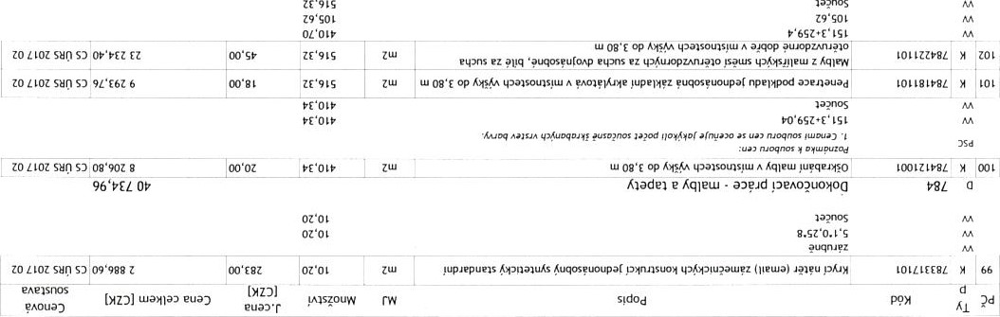 PČ Typ Kód Popis MJ Množství J.cena [CZK] Cena celkem [CZK] Cenová soustava
99 K 783317101 Krycí nátěr (email) zámečnických konstrukcí jednonásobný syntetický standardní m2 10,20 283,00 2 886,60 CS ÚRS 2017 02
VV zárubně
VV 5,1*0,25*8 10,20
VV Součet 10,20
D 784 Dokončovací práce - malby a tapety 40 734,96
100 K 784121001 Oškrábání malby v místnostech výšky do 3,80 m m2 410,34 20,00 8 206,80 CS ÚRS 2017 02
PSC Poznámka k souboru cen:
1. Cenami souboru cen se oceňuje jakýkoli počet současně škrabaných vrstev barvy.
VV 151,3+259,04 410,34
VV Součet 410,34
101 K 784181101 Penetrace podkladu jednonásobná základní akrylátová v místnostech výšky do 3,80 m m2 516,32 18,00 9 293,76 CS ÚRS 2017 02
102 K 784221101 Malby z malířských směsí otěruvzdorných za sucha dvojnásobné, bílé za sucha otěruvzdorné dobře v místnostech výšky do 3,80 m m2 516,32 45,00 23 234,40 CS ÚRS 2017 02
VV 151,3+259,4 410,70
VV 105,62 105,62
VV Součet 516,32